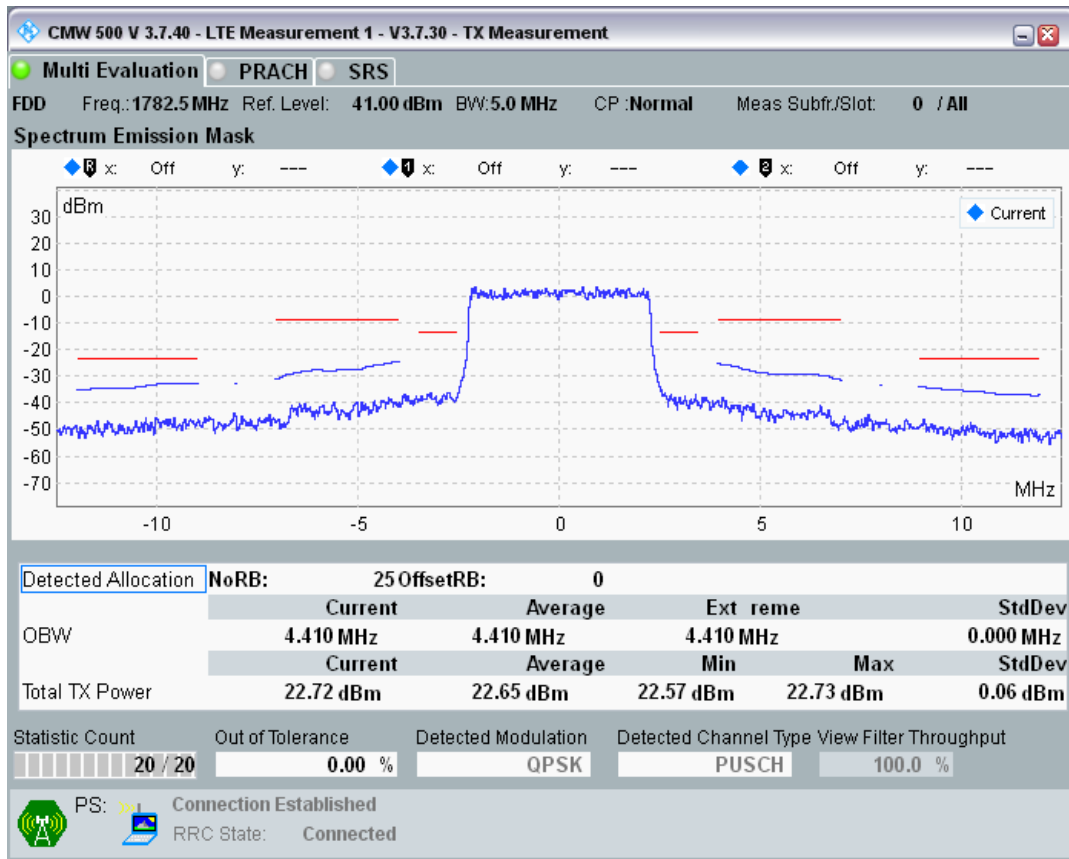 CMW 500 V 3.7.40 - LTE Measurement 1 - V3.7.30 - TX Measurement
Multi Evaluation PRACH SRS
FDD Freq.: 1782.5 MHz Ref. Level: 41.00 dBm BW: 5.0 MHz CP : Normal Meas Subfr./Slot: 0 / All
Spectrum Emission Mask
R x: Off y: --- 1 x: Off y: --- 2 x: Off y: ---
dBm
Current
30
20
10
0
-10
-20
-30
-40
-50
-60
-70
MHz
-10 -5 0 5 10
Detected Allocation NoRB: 25 OffsetRB: 0
Current Average Ext reme StdDev
OBW 4.410 MHz 4.410 MHz 4.410 MHz 0.000 MHz
Current Average Min Max StdDev
Total TX Power 22.72 dBm 22.65 dBm 22.57 dBm 22.73 dBm 0.06 dBm
Statistic Count Out of Tolerance Detected Modulation Detected Channel Type View Filter Throughput
20 / 20 0.00 % QPSK PUSCH 100.0 %
PS: Connection Established
RRC State: Connected